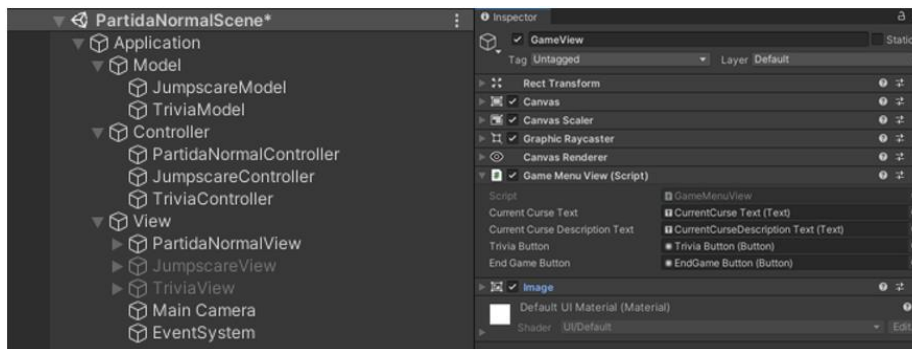 PartidaNormalScene*
Application
Model
JumpscareModel
TriviaModel
Controller
PartidaNormalController
JumpscareController
TriviaController
View
PartidaNormalView
JumpscareView
TriviaView
Main Camera
EventSystem
Inspector
GameView
Static
Tag Untagged Layer Default
Rect Transform
Canvas
Canvas Scaler
Graphic Raycaster
Canvas Renderer
Game Menu View (Script)
Script GameMenuView
Current Curse Text CurrentCurse Text (Text)
Current Curse Description Text CurrentCurseDescription Text (Text)
Trivia Button Trivia Button (Button)
End Game Button EndGame Button (Button)
Image
Default UI Material (Material)
Shader UI/Default Edit